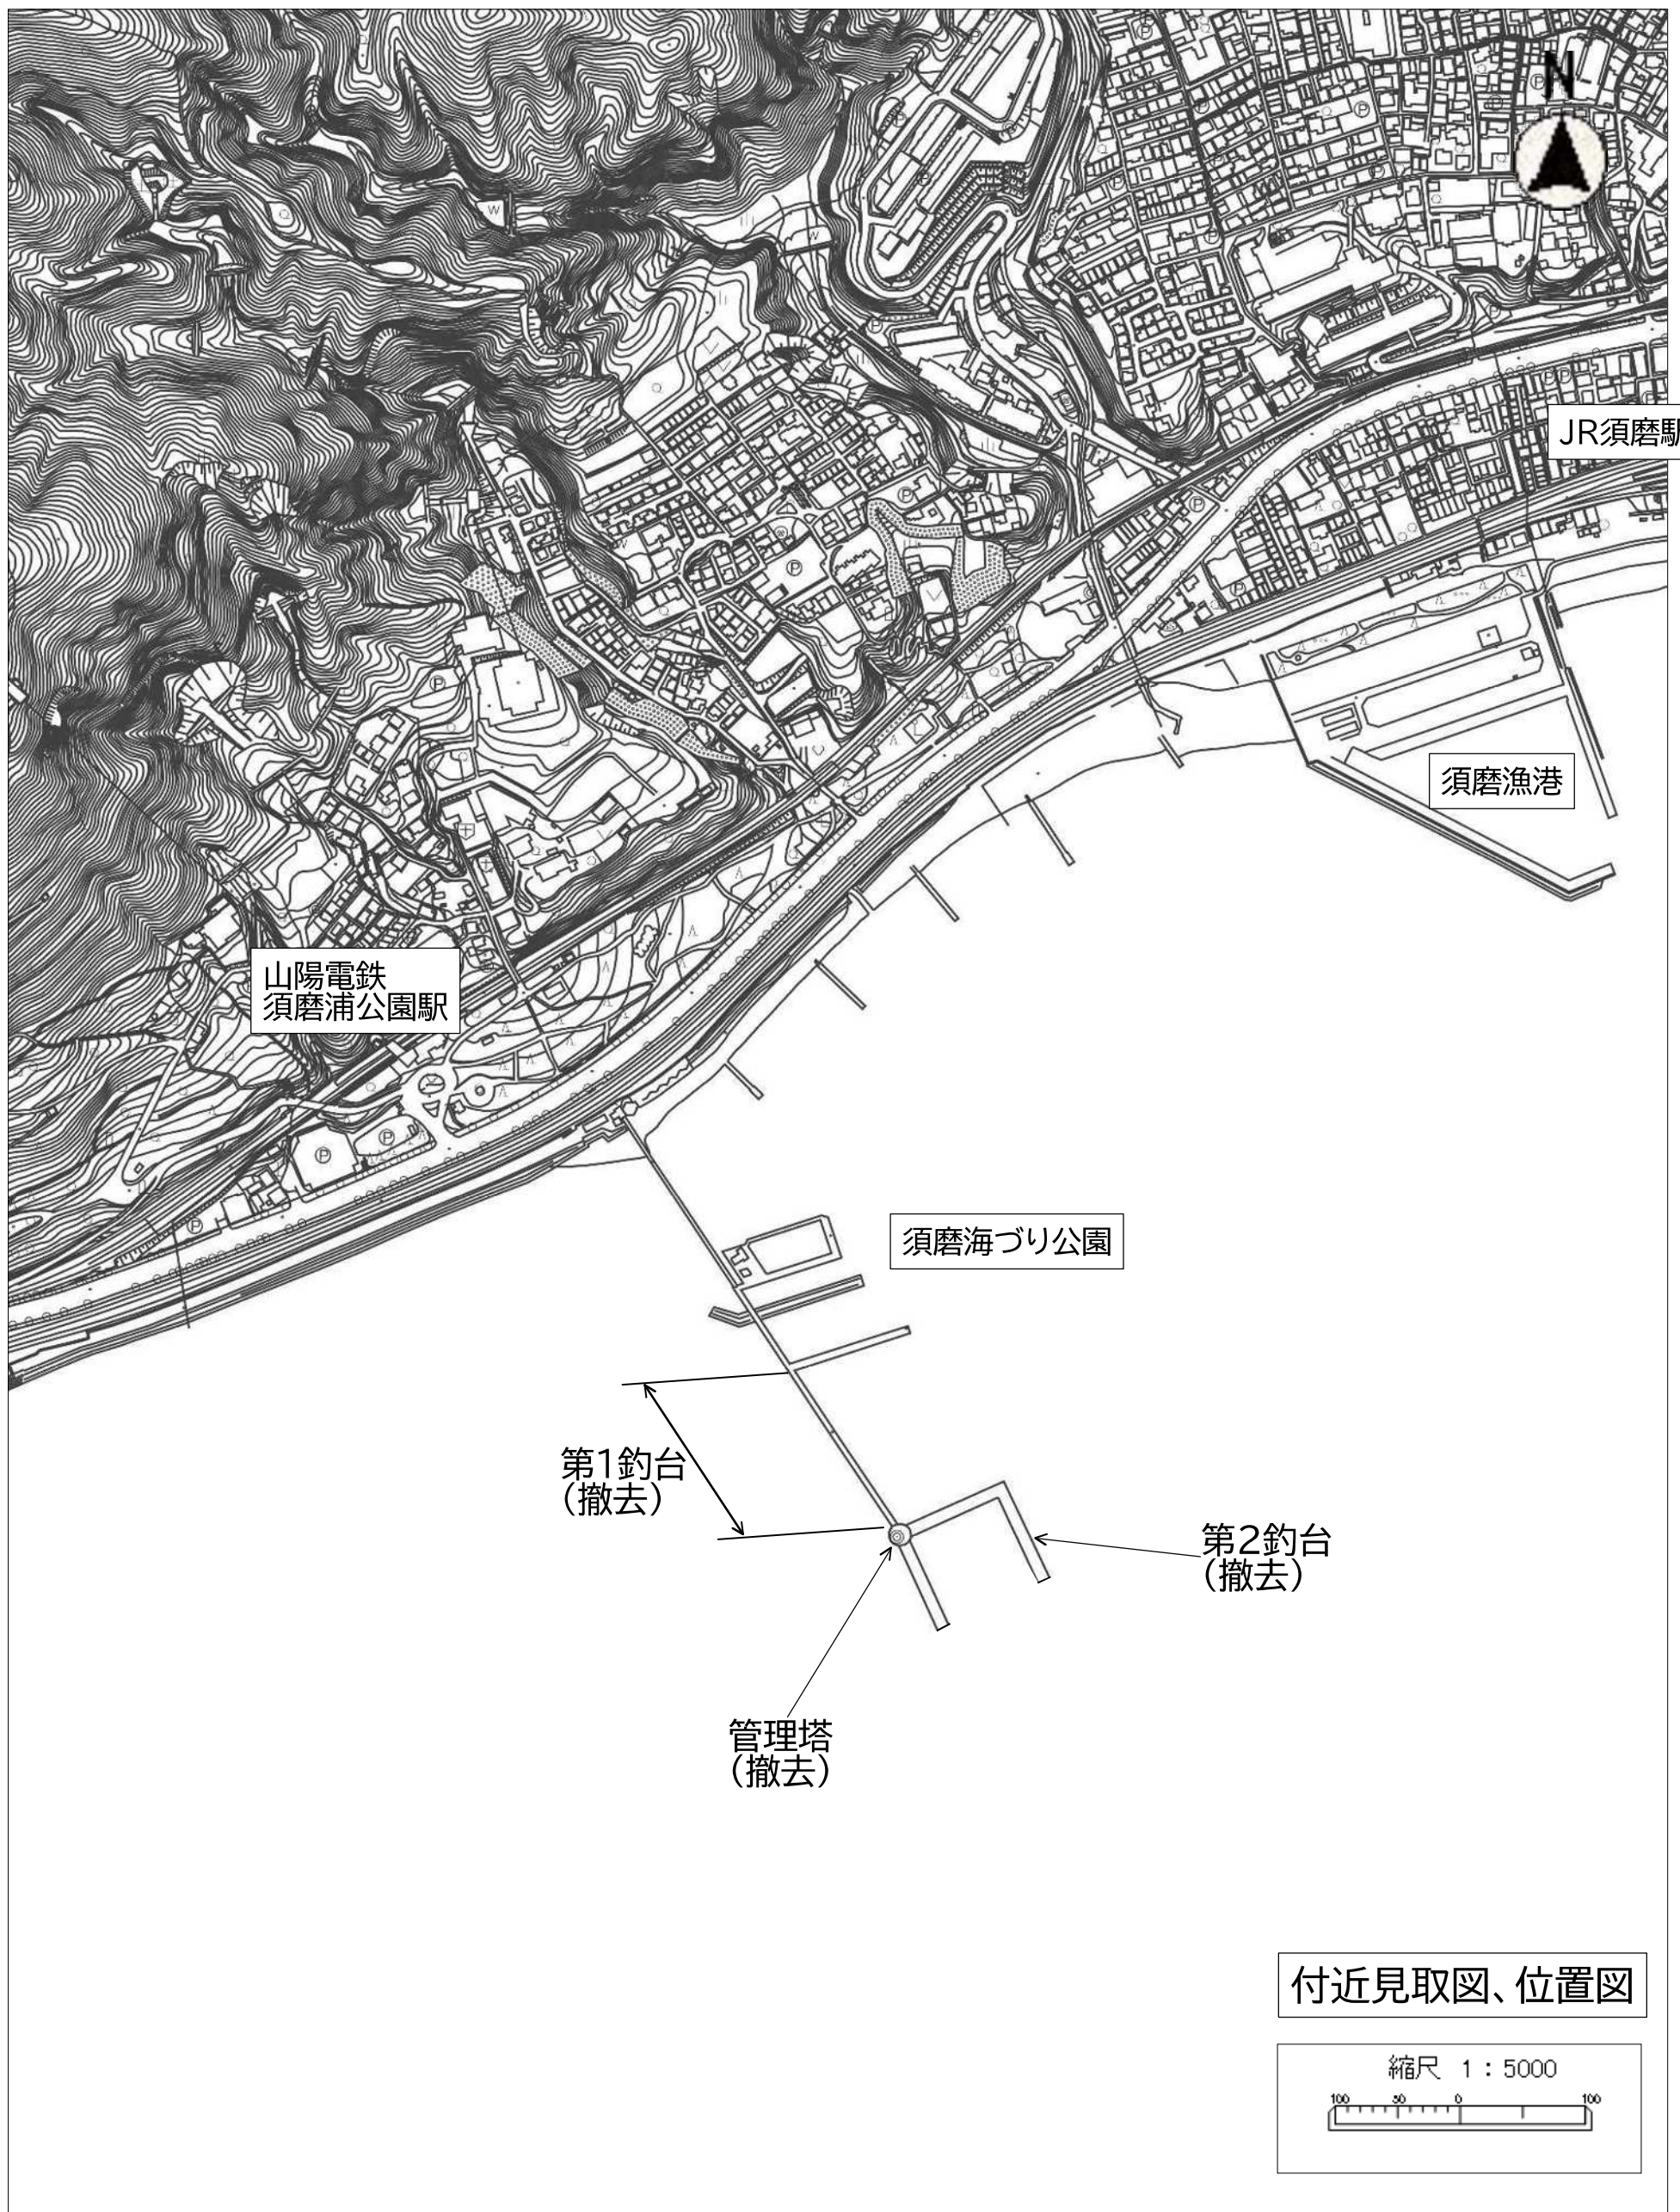 N
JR須磨駅
須磨漁港
山陽電鉄
須磨浦公園駅
須磨海づり公園
第1釣台
(撤去)
第2釣台
(撤去)
管理塔
(撤去)
付近見取図、位置図
縮尺 1:5000
100 50 0 100